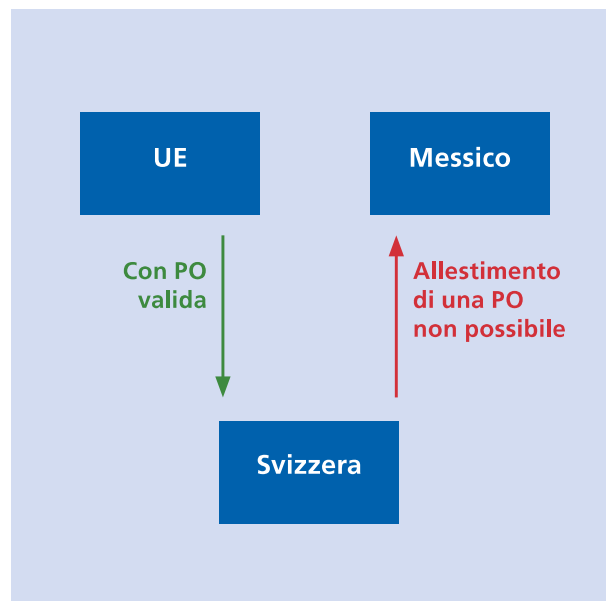 UE
Messico
Con PO
valida
Allestimento
di una PO
non possibile
Svizzera